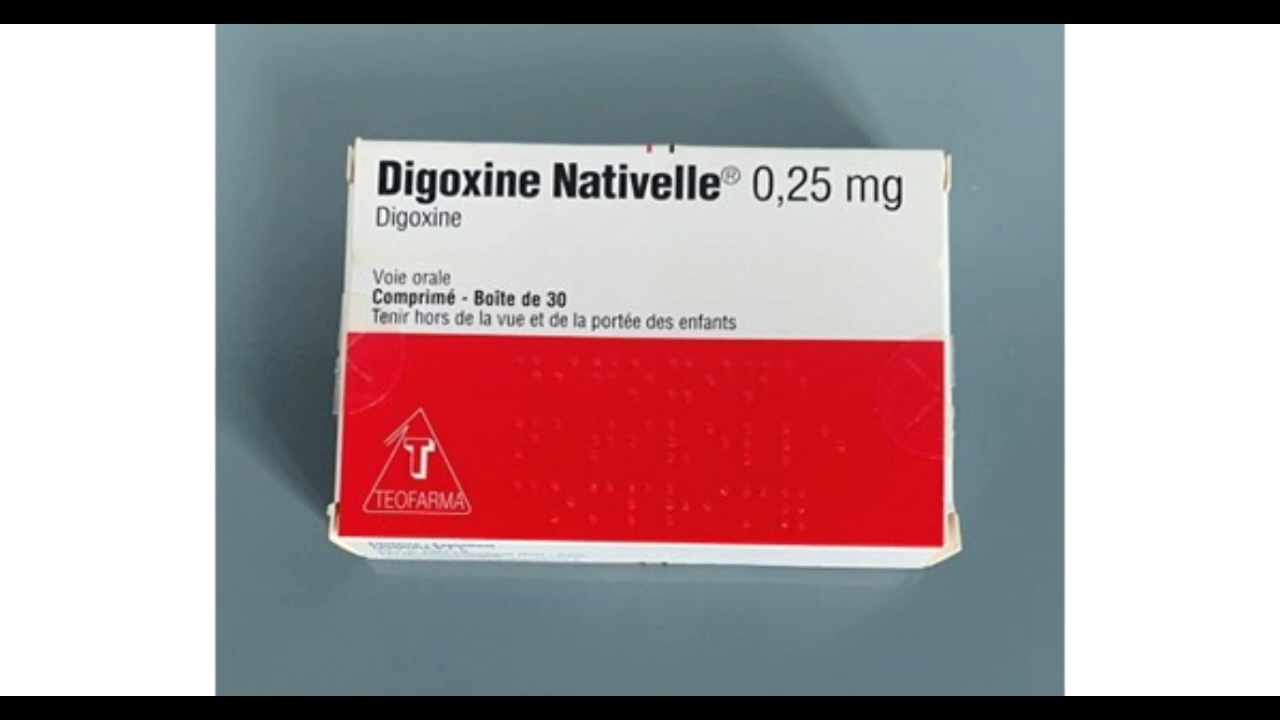 Digoxine Nativelle® 0,25 mg
Digoxine
Voie orale
Comprimé - Boîte de 30
Tenir hors de la vue et de la portée des enfants
T
TEOFARMA